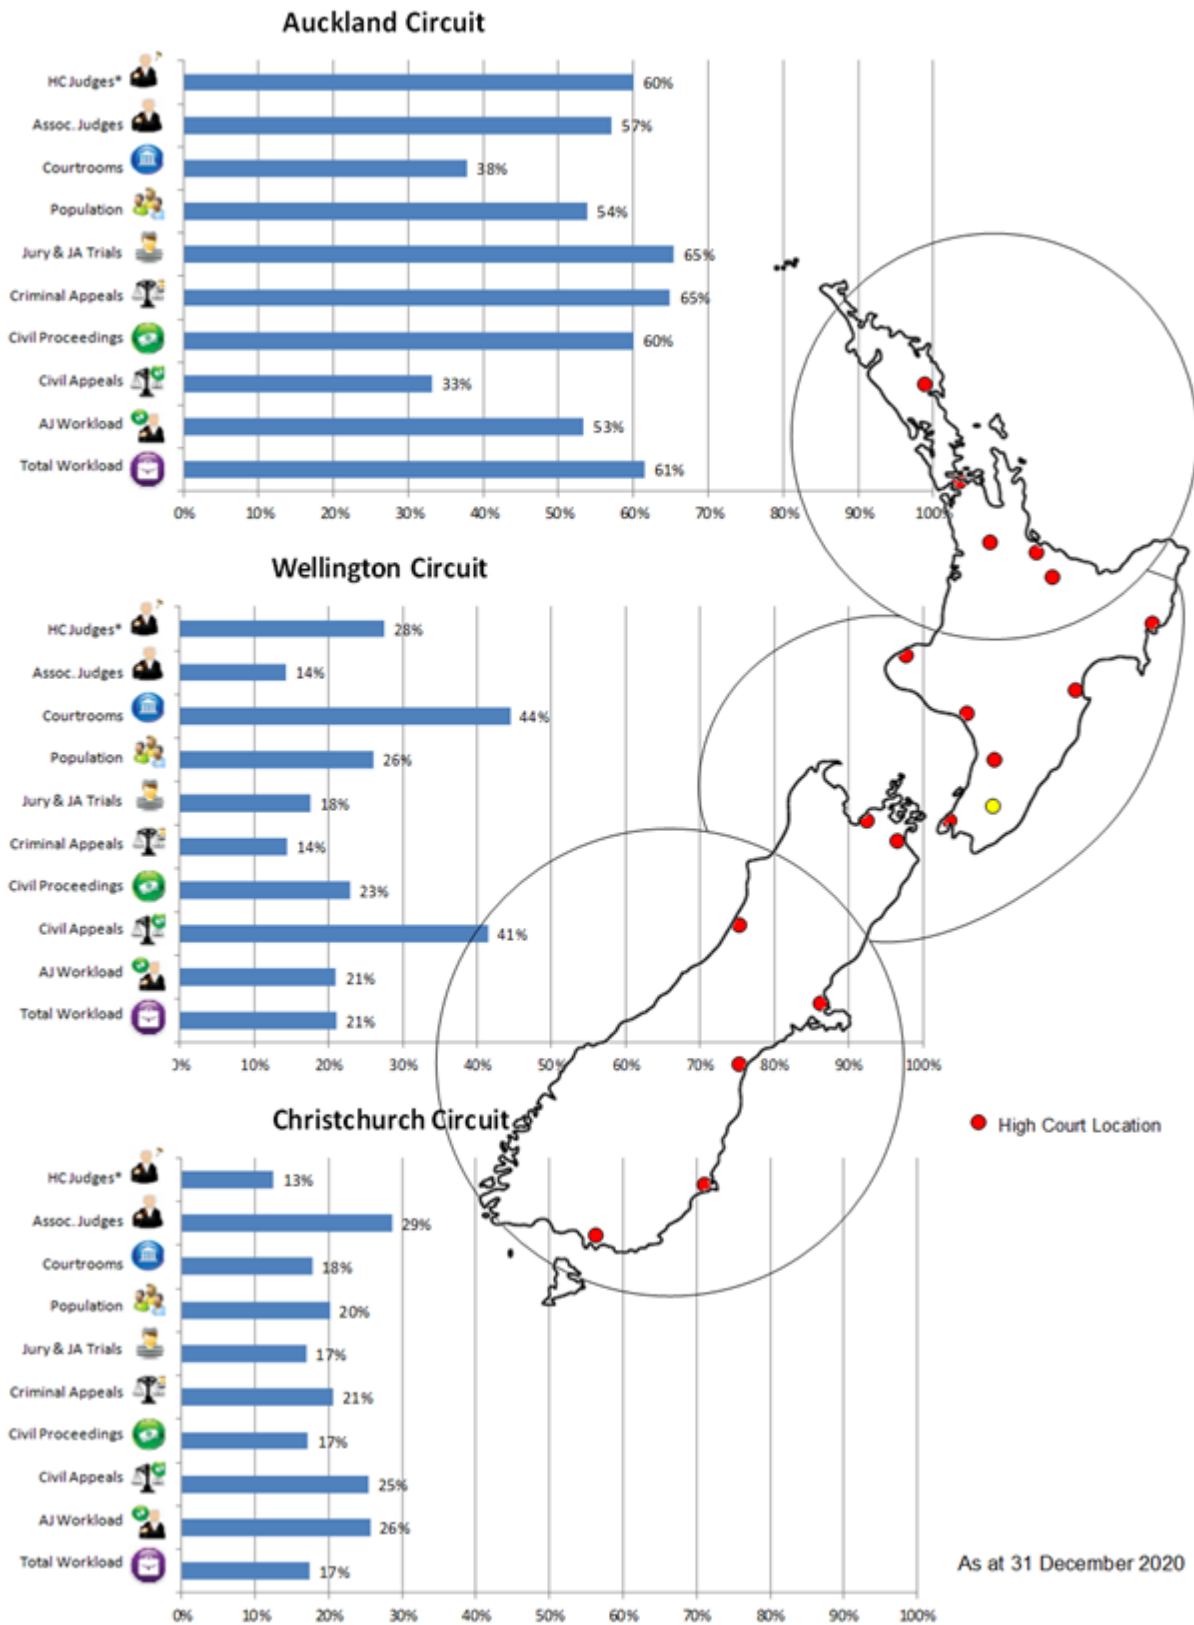 Auckland Circuit
HC Judges* 60%
Assoc. Judges 57%
Courtrooms 38%
Population 54%
Jury & JA Trials 65%
Criminal Appeals 65%
Civil Proceedings 60%
Civil Appeals 33%
AJ Workload 53%
Total Workload 61%
0% 10% 20% 30% 40% 50% 60% 70% 80% 90% 100%
Wellington Circuit
HC Judges* 28%
Assoc. Judges 14%
Courtrooms 44%
Population 26%
Jury & JA Trials 18%
Criminal Appeals 14%
Civil Proceedings 23%
Civil Appeals 41%
AJ Workload 21%
Total Workload 21%
0% 10% 20% 30% 40% 50% 60% 70% 80% 90% 100%
Christchurch Circuit
High Court Location
HC Judges* 13%
Assoc. Judges 29%
Courtrooms 18%
Population 20%
Jury & JA Trials 17%
Criminal Appeals 21%
Civil Proceedings 17%
Civil Appeals 25%
AJ Workload 26%
Total Workload 17%
As at 31 December 2020
0% 10% 20% 30% 40% 50% 60% 70% 80% 90% 100%